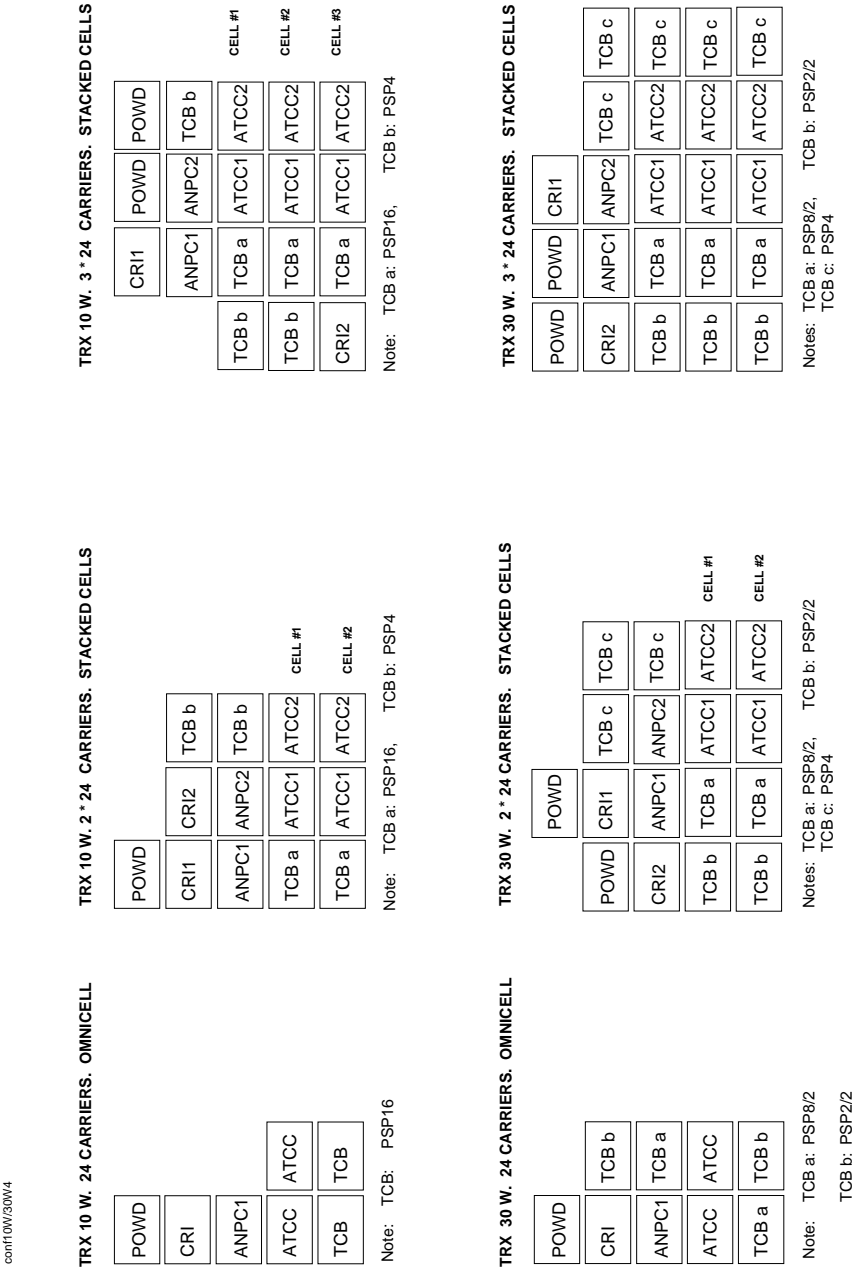 conf10W/30W4
TRX 10 W. 24 CARRIERS. OMNICELL
POWD
CRI
ANPC1
ATCC ATCC
TCB TCB
Note: TCB: PSP16
TRX 10 W. 2 * 24 CARRIERS. STACKED CELLS
POWD
CRI1 CRI2 TCB b
ANPC1 ANPC2 TCB b
TCB a ATCC1 ATCC2 CELL #1
TCB a ATCC1 ATCC2 CELL #2
Note: TCB a: PSP16, TCB b: PSP4
TRX 10 W. 3 * 24 CARRIERS. STACKED CELLS
CRI1 POWD POWD
ANPC1 ANPC2 TCB b
TCB b TCB a ATCC1 ATCC2 CELL #1
TCB b TCB a ATCC1 ATCC2 CELL #2
CRI2 TCB a ATCC1 ATCC2 CELL #3
Note: TCB a: PSP16, TCB b: PSP4
TRX 30 W. 24 CARRIERS. OMNICELL
POWD
CRI TCB b
ANPC1 TCB a
ATCC ATCC
TCB a TCB b
Note: TCB a: PSP8/2
TCB b: PSP2/2
TRX 30 W. 2 * 24 CARRIERS. STACKED CELLS
POWD
POWD CRI1 TCB c TCB c
CRI2 ANPC1 ANPC2 TCB c
TCB b TCB a ATCC1 ATCC2 CELL #1
TCB b TCB a ATCC1 ATCC2 CELL #2
Notes: TCB a: PSP8/2, TCB b: PSP2/2
TCB c: PSP4
TRX 30 W. 3 * 24 CARRIERS. STACKED CELLS
POWD POWD CRI1
CRI2 ANPC1 ANPC2 TCB c TCB c
TCB b TCB a ATCC1 ATCC2 TCB c
TCB b TCB a ATCC1 ATCC2 TCB c
TCB b TCB a ATCC1 ATCC2 TCB c
Notes: TCB a: PSP8/2, TCB b: PSP2/2
TCB c: PSP4